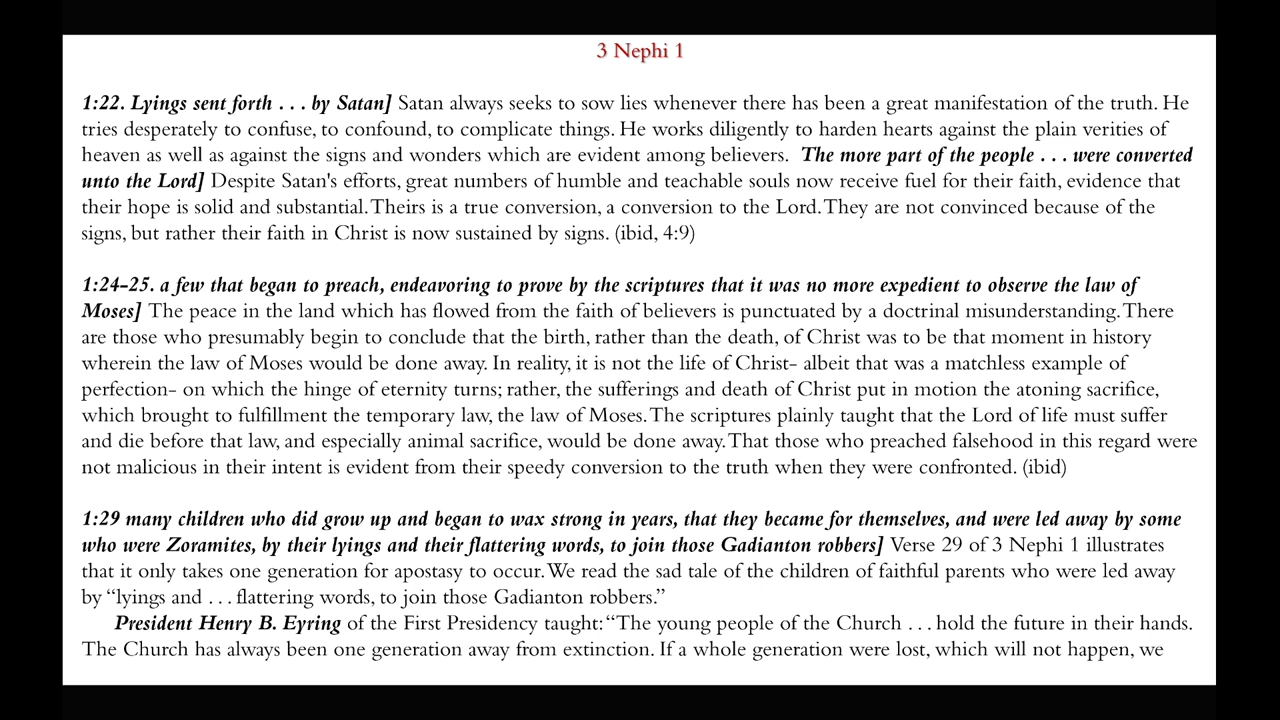 3 Nephi 1
1:22. Lyings sent forth . . . by Satan] Satan always seeks to sow lies whenever there has been a great manifestation of the truth. He
tries desperately to confuse, to confound, to complicate things. He works diligently to harden hearts against the plain verities of
heaven as well as against the signs and wonders which are evident among believers. The more part of the people . . . were converted
unto the Lord] Despite Satan's efforts, great numbers of humble and teachable souls now receive fuel for their faith, evidence that
their hope is solid and substantial. Theirs is a true conversion, a conversion to the Lord. They are not convinced because of the
signs, but rather their faith in Christ is now sustained by signs. (ibid, 4:9)
1:24-25. a few that began to preach, endeavoring to prove by the scriptures that it was no more expedient to observe the law of
Moses] The peace in the land which has flowed from the faith of believers is punctuated by a doctrinal misunderstanding. There
are those who presumably begin to conclude that the birth, rather than the death, of Christ was to be that moment in history
wherein the law of Moses would be done away. In reality, it is not the life of Christ- albeit that was a matchless example of
perfection- on which the hinge of eternity turns; rather, the sufferings and death of Christ put in motion the atoning sacrifice,
which brought to fulfillment the temporary law, the law of Moses. The scriptures plainly taught that the Lord of life must suffer
and die before that law, and especially animal sacrifice, would be done away. That those who preached falsehood in this regard were
not malicious in their intent is evident from their speedy conversion to the truth when they were confronted. (ibid)
1:29 many children who did grow up and began to wax strong in years, that they became for themselves, and were led away by some
who were Zoramites, by their lyings and their flattering words, to join those Gadianton robbers] Verse 29 of 3 Nephi 1 illustrates
that it only takes one generation for apostasy to occur. We read the sad tale of the children of faithful parents who were led away
by “lyings and . . . flattering words, to join those Gadianton robbers.”
President Henry B. Eyring of the First Presidency taught: “The young people of the Church . . . hold the future in their hands.
The Church has always been one generation away from extinction. If a whole generation were lost, which will not happen, we